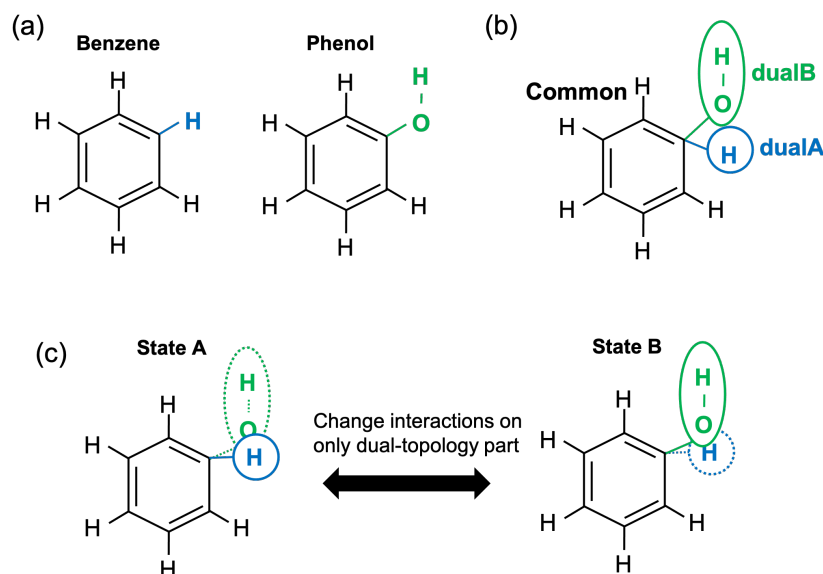 (a)
Benzene
H
H H
H H
H
Phenol
H
H
H O
H H
H
(b)
H
dualB
Common H
O
H
H dualA
H H
H
(c)
State A
H
H
O
H H
H H
H
Change interactions on
only dual-topology part
State B
H
H
O
H H
H H
H